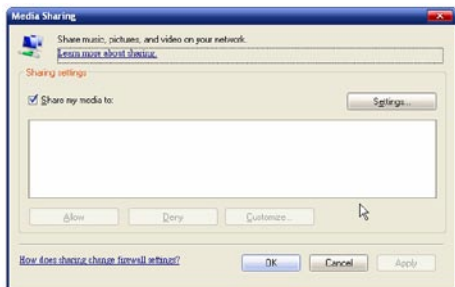 Media Sharing
Share music, pictures, and video on your network.
Learn more about sharing.
Sharing settings
Share my media to:
Settings...
Allow
Deny
Customize...
How does sharing change firewall settings?
OK
Cancel
Apply